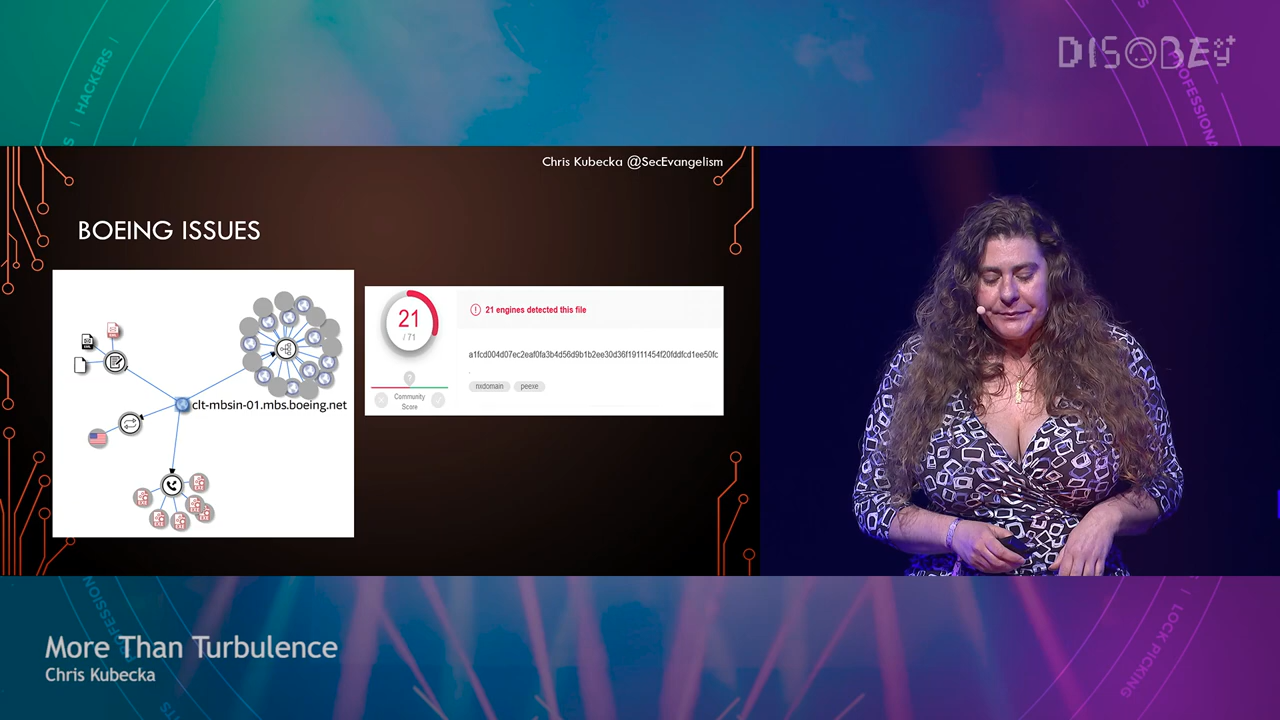 DISOBEY
HACKERS |
PROFESSIONA
Chris Kubecka @SecEvangelism
BOEING ISSUES
clt-mbsin-01.mbs.boeing.net
21
/ 71
?
Community
Score
21 engines detected this file
a1fcd004d07ec2eaf0fa3b4d56d9b1b2ee30d36f19111454f20fddfcd1ee50fc
nxdomain
peexe
More Than Turbulence
Chris Kubecka
| LOCK PICKING